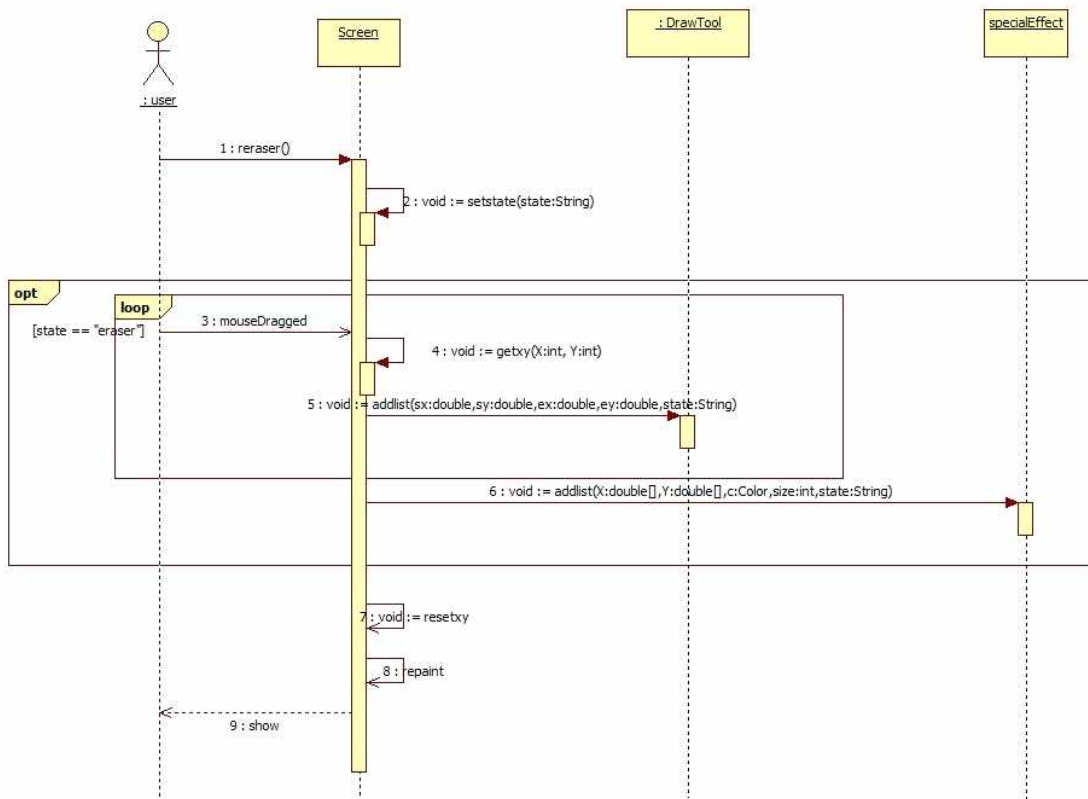 Screen
: DrawTool
specialEffect
: user
1 : reraser()
2 : void := setstate(state:String)
opt
loop
[state == "eraser"]
3 : mouseDragged
4 : void := getxy(X:int, Y:int)
5 : void := addlist(sx:double,sy:double,ex:double,ey:double,state:String)
6 : void := addlist(X:double[],Y:double[],c:Color,size:int,state:String)
7 : void := resetxy
8 : repaint
9 : show